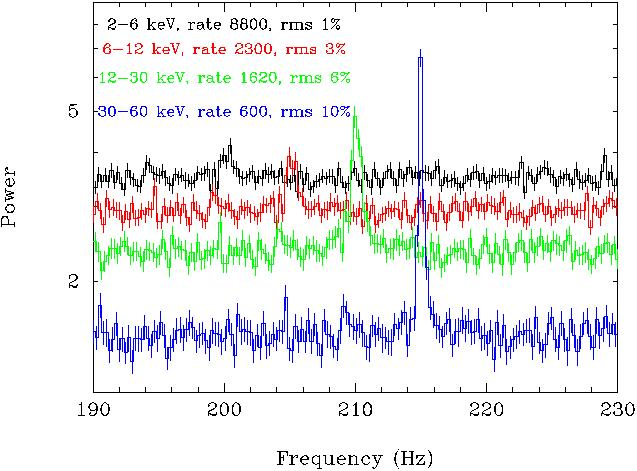 2-6 keV, rate 8800, rms 1%
6-12 keV, rate 2300, rms 3%
12-30 keV, rate 1620, rms 6%
30-60 keV, rate 600, rms 10%
5
2
Power
190 200 210 220 230
Frequency (Hz)